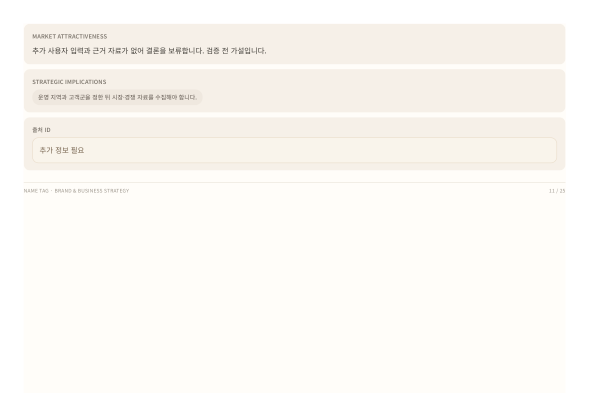 MARKET ATTRACTIVENESS
추가 사용자 입력과 근거 자료가 없어 결론을 보류합니다. 검증 전 가설입니다.
STRATEGIC IMPLICATIONS
운영 지역과 고객군을 정한 뒤 시장·경쟁 자료를 수집해야 합니다.
출처 ID
추가 정보 필요
NAME TAG · BRAND & BUSINESS STRATEGY
11 / 25